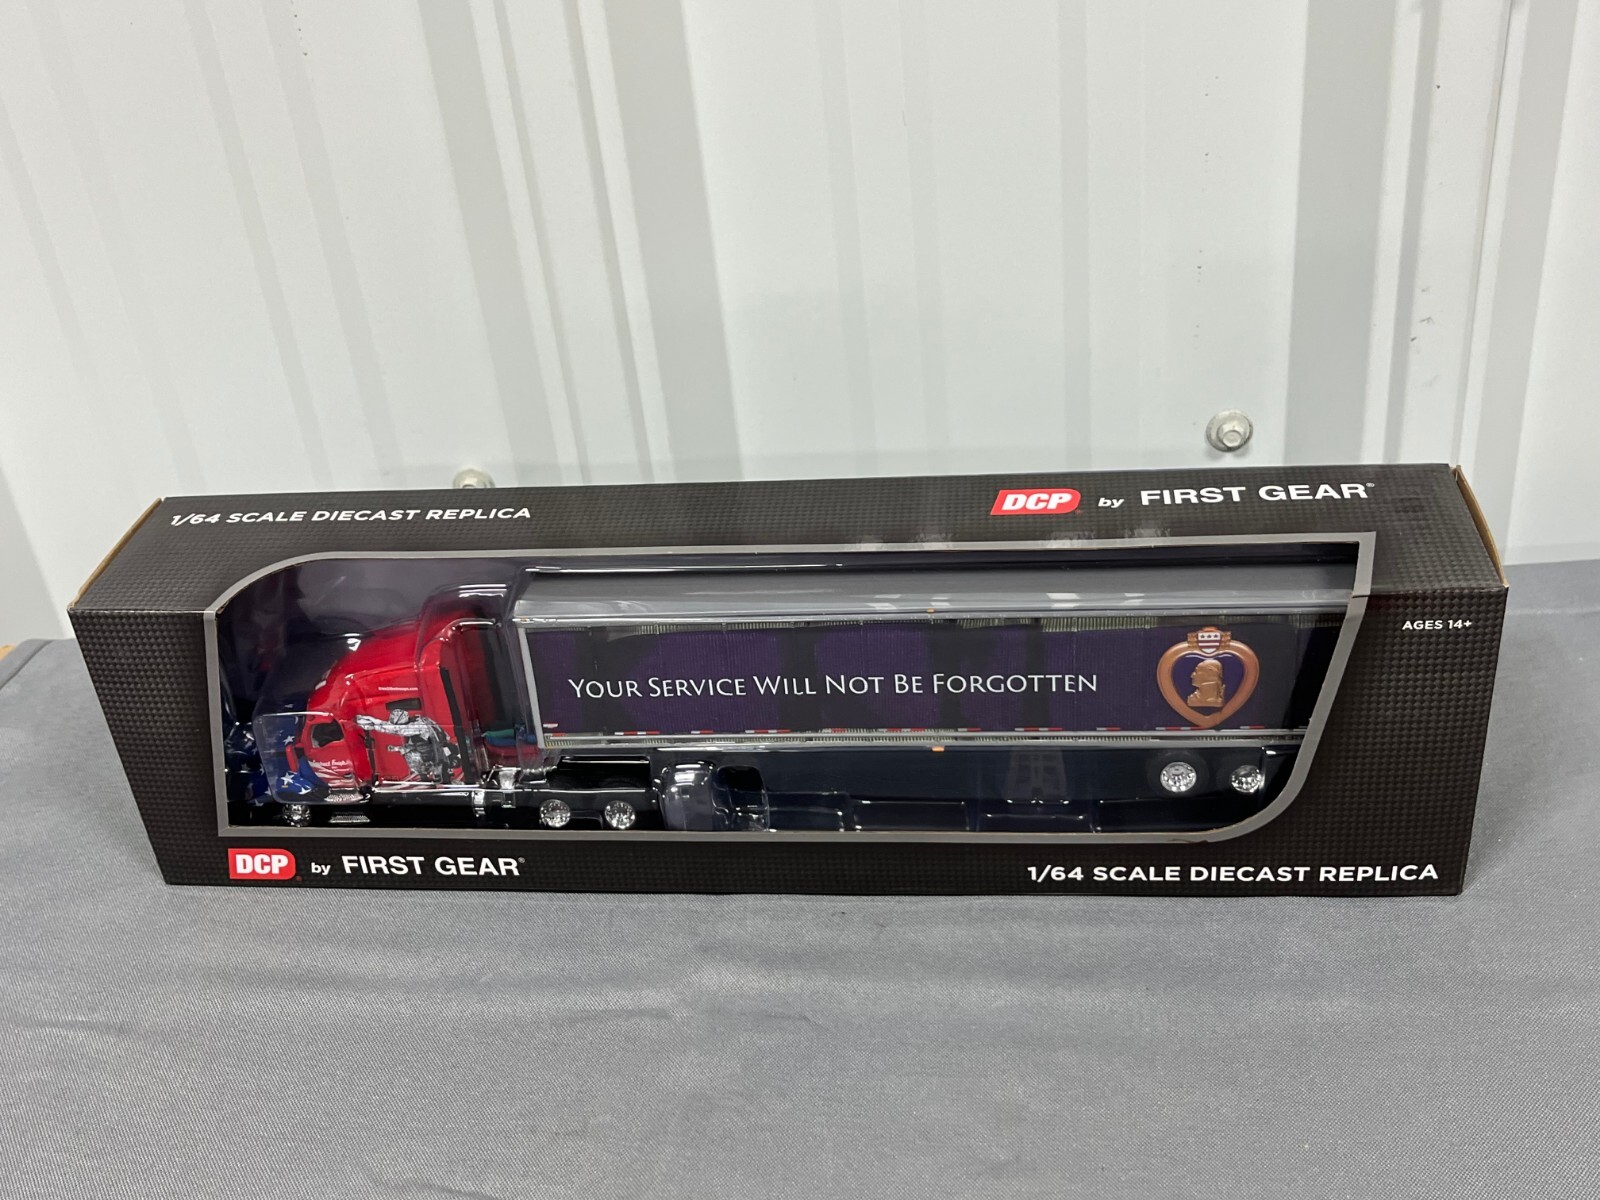 1/64 SCALE DIECAST REPLICA
DCP by FIRST GEAR®
AGES 14+
YOUR SERVICE WILL NOT BE FORGOTTEN
DCP by FIRST GEAR®
1/64 SCALE DIECAST REPLICA